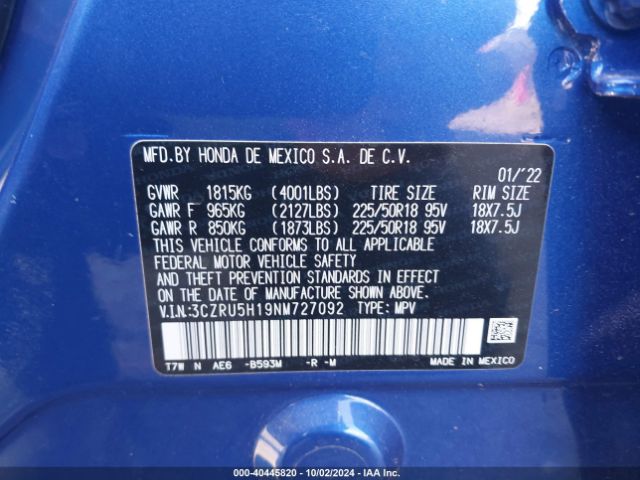 MFD.BY HONDA DE MEXICO S.A. DE C.V.
01/'22
GVWR 1815KG (4001LBS) TIRE SIZE RIM SIZE
GAWR F 965KG (2127LBS) 225/50R18 95V 18X7.5J
GAWR R 850KG (1873LBS) 225/50R18 95V 18X7.5J
THIS VEHICLE CONFORMS TO ALL APPLICABLE
FEDERAL MOTOR VEHICLE SAFETY
AND THEFT PREVENTION STANDARDS IN EFFECT
ON THE DATE OF MANUFACTURE SHOWN ABOVE.
V.I.N:3CZRU5H19NM727092 TYPE: MPV
T7W N AE6 -B593M -R -M MADE IN MEXICO
000-40445820 - 10/02/2024 - IAA Inc.